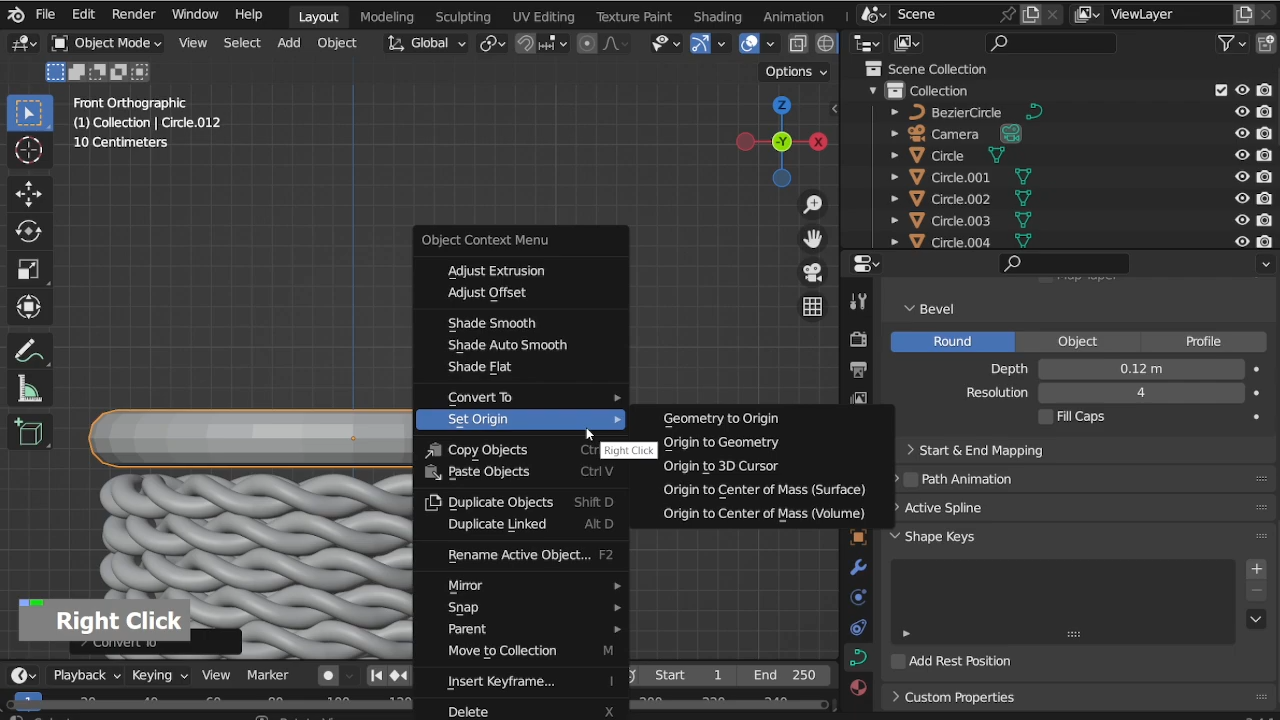 File Edit Render Window Help Layout Modeling Sculpting UV Editing Texture Paint Shading Animation Scene ViewLayer
Object Mode View Select Add Object Global
Options
Front Orthographic
(1) Collection | Circle.012
10 Centimeters
Z
X
-Y
Scene Collection
Collection
BezierCircle
Camera
Circle
Circle.001
Circle.002
Circle.003
Circle.004
Object Context Menu
Adjust Extrusion
Adjust Offset
Shade Smooth
Shade Auto Smooth
Shade Flat
Convert To
Set Origin
Copy Objects
Paste Objects Ctrl V
Duplicate Objects Shift D
Duplicate Linked Alt D
Rename Active Object... F2
Mirror
Snap
Parent
Move to Collection M
Insert Keyframe... I
Delete X
Geometry to Origin
Origin to Geometry
Origin to 3D Cursor
Origin to Center of Mass (Surface)
Origin to Center of Mass (Volume)
Right Click
Bevel
Round Object Profile
Depth 0.12 m
Resolution 4
Fill Caps
Start & End Mapping
Path Animation
Active Spline
Shape Keys
Add Rest Position
Custom Properties
Right Click
Convert To
Playback Keying View Marker Start 1 End 250
1